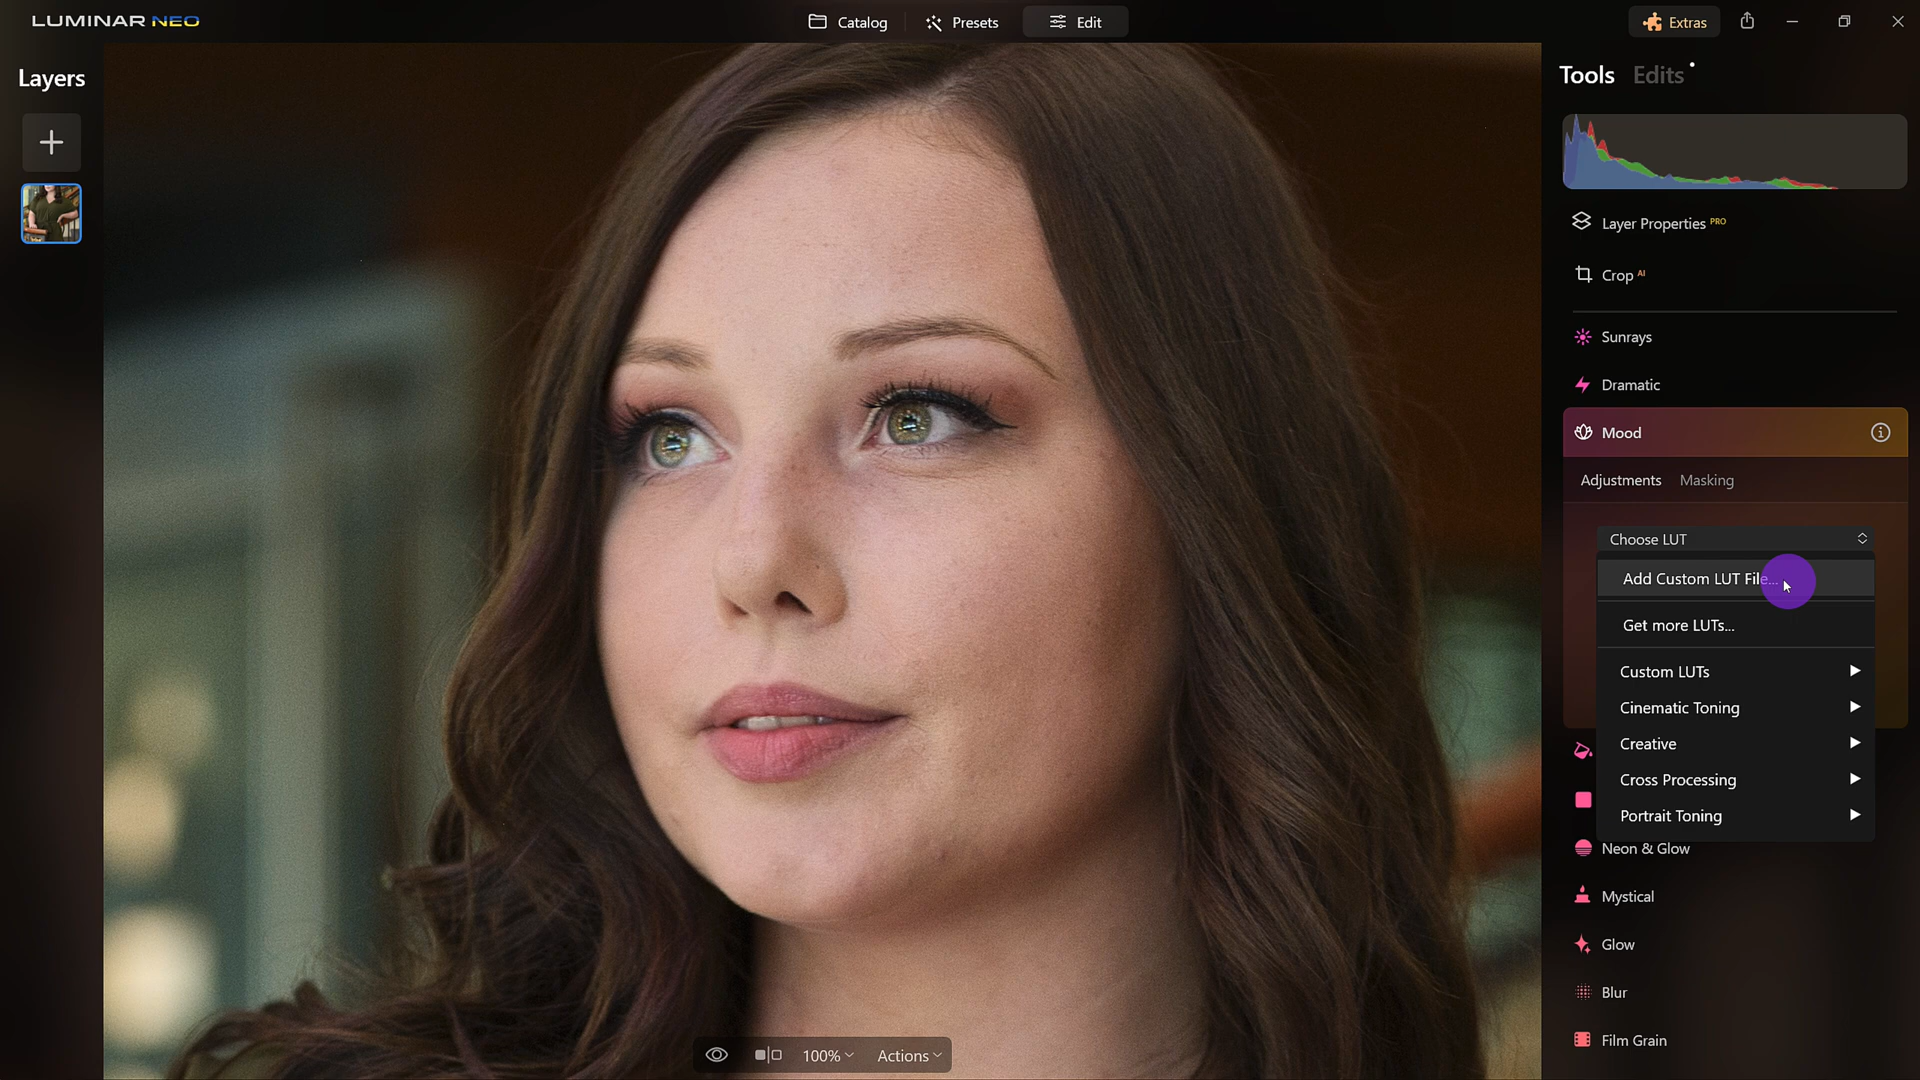 LUMINAR NEO
Catalog
Presets
Edit
Extras
Layers
Tools
Edits
Layer Properties PRO
Crop AI
Sunrays
Dramatic
Mood
Adjustments
Masking
Choose LUT
Add Custom LUT File...
Get more LUTs...
Custom LUTs
Cinematic Toning
Creative
Cross Processing
Portrait Toning
Neon & Glow
Mystical
Glow
Blur
Film Grain
100%
Actions